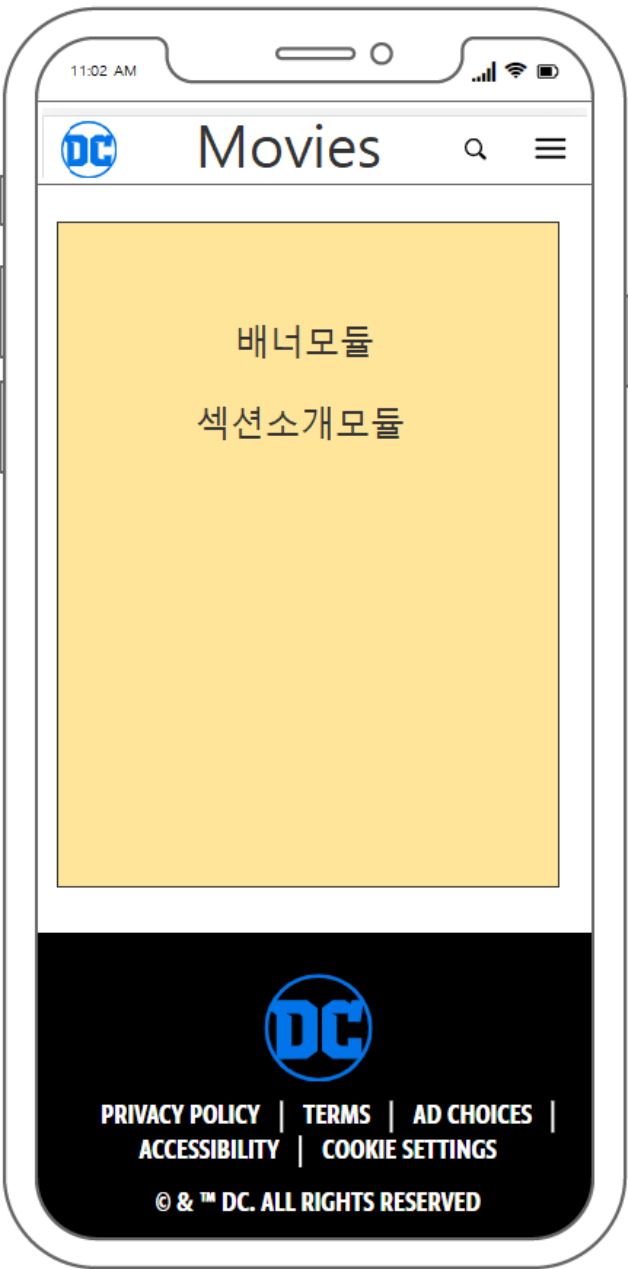 11:02 AM
DC Movies
배너모듈
섹션소개모듈
DC
PRIVACY POLICY | TERMS | AD CHOICES |
ACCESSIBILITY | COOKIE SETTINGS
© & ™ DC. ALL RIGHTS RESERVED